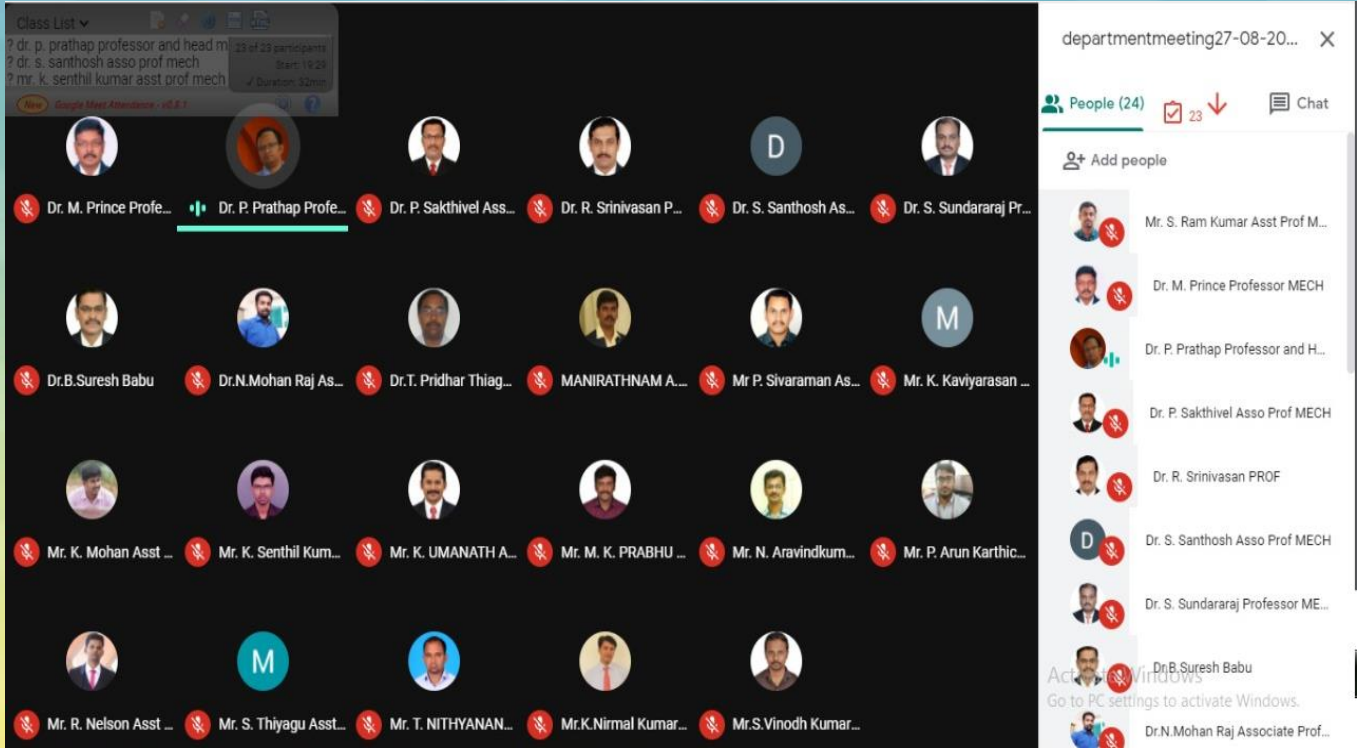 Class List
? dr. p. prathap professor and head m
? dr. s. santhosh asso prof mech
? mr. k. senthil kumar asst prof mech
23 of 23 participants
Start: 19:29
✓ Duration: 32min
New Google Meet Attendance - v0.8.1
?
Dr. M. Prince Profe...
Dr. P. Prathap Profe...
Dr. P. Sakthivel Ass...
Dr. R. Srinivasan P...
D
Dr. S. Santhosh As...
Dr. S. Sundararaj Pr...
Dr.B.Suresh Babu
Dr.N.Mohan Raj As...
Dr.T. Pridhar Thiag...
MANIRATHNAM A....
Mr P. Sivaraman As...
M
Mr. K. Kaviyarasan ...
Mr. K. Mohan Asst ...
Mr. K. Senthil Kum...
Mr. K. UMANATH A...
Mr. M. K. PRABHU ...
Mr. N. Aravindkum...
Mr. P. Arun Karthic...
Mr. R. Nelson Asst ...
M
Mr. S. Thiyagu Asst...
Mr. T. NITHYANAN...
Mr.K.Nirmal Kumar...
Mr.S.Vinodh Kumar...
departmentmeeting27-08-20... X
People (24) 23 Chat
Add people
Mr. S. Ram Kumar Asst Prof M...
Dr. M. Prince Professor MECH
Dr. P. Prathap Professor and H...
Dr. P. Sakthivel Asso Prof MECH
Dr. R. Srinivasan PROF
D
Dr. S. Santhosh Asso Prof MECH
Dr. S. Sundararaj Professor ME...
Dr.B.Suresh Babu
Activate Windows
Go to PC settings to activate Windows.
Dr.N.Mohan Raj Associate Prof...